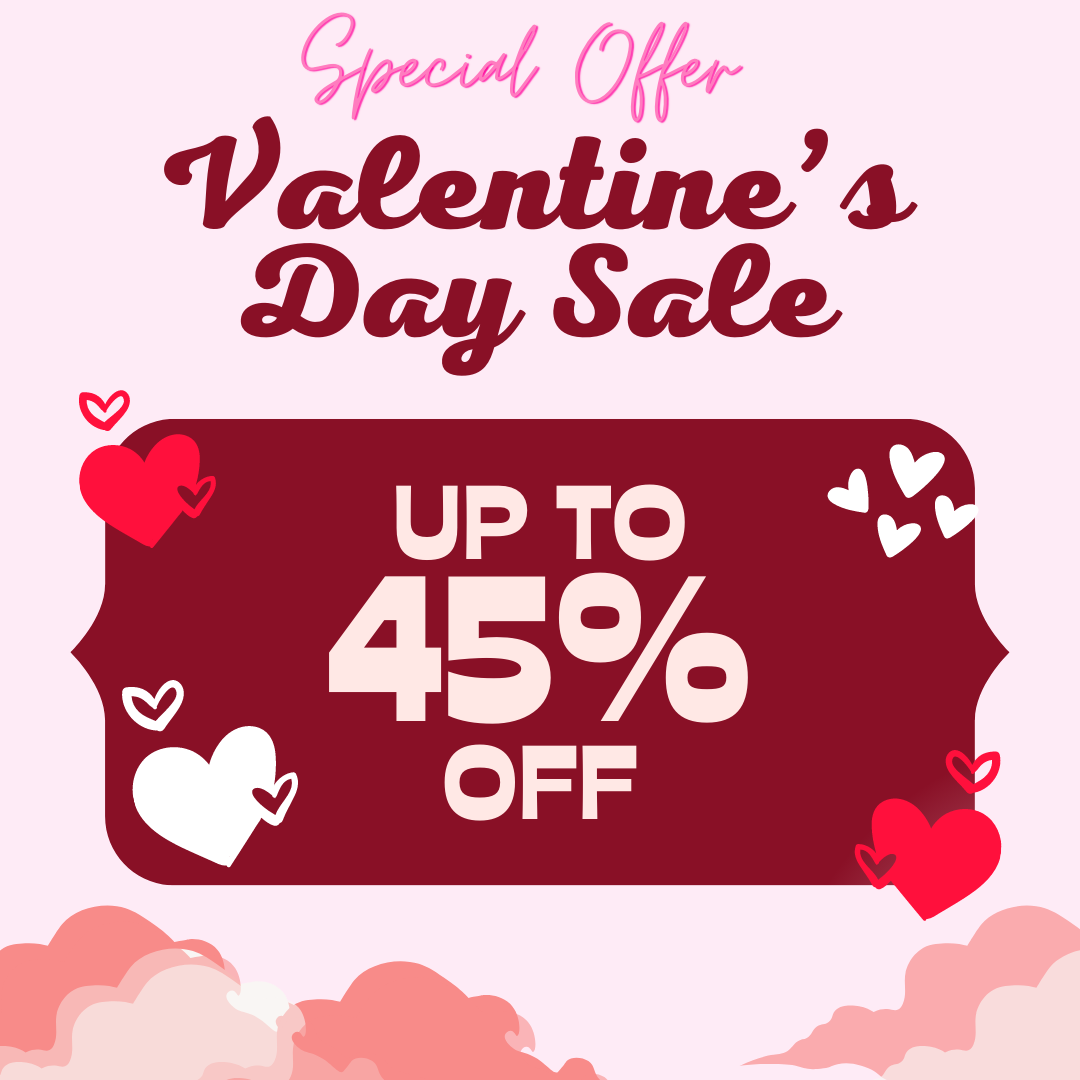 Special Offer
Valentine's
Day Sale
UP TO
45%
OFF